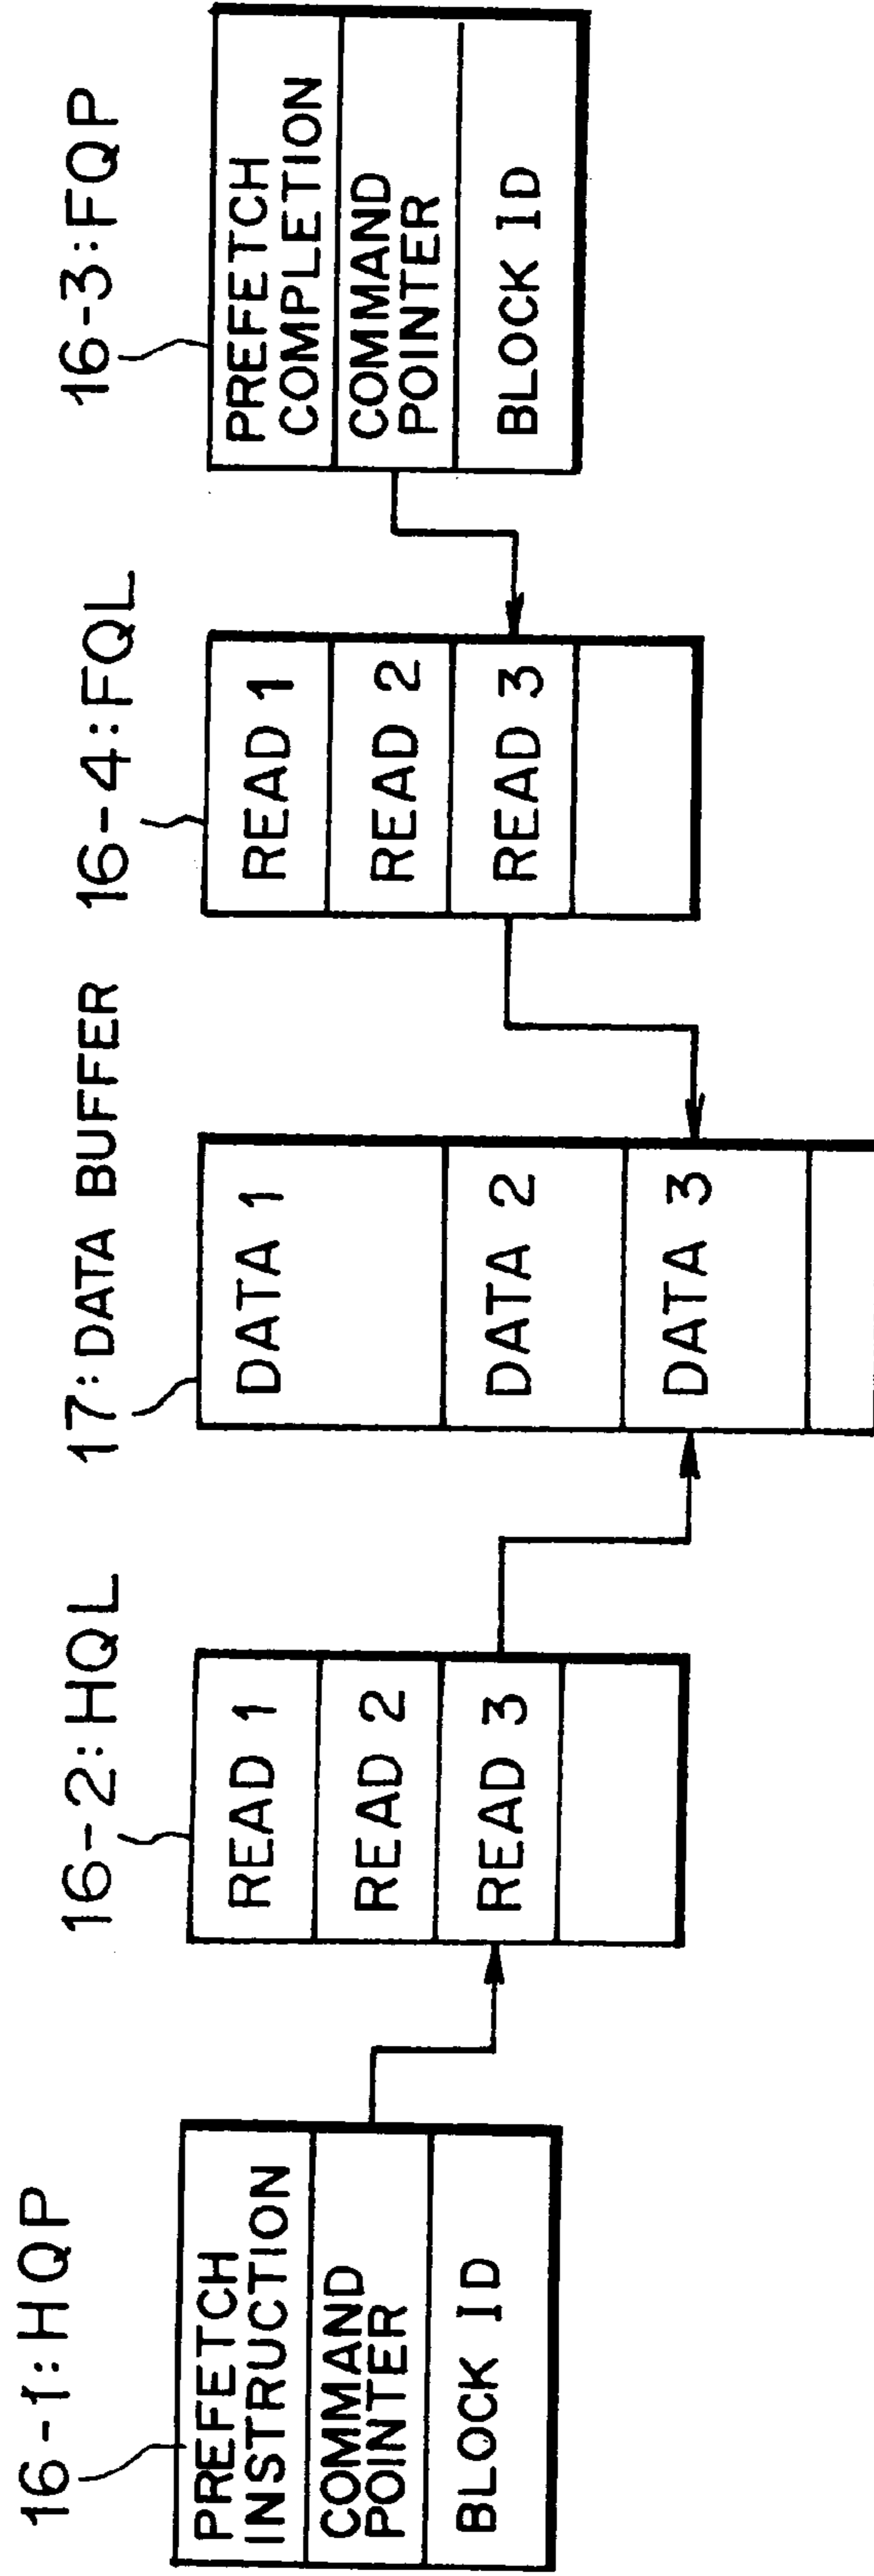 16-1:HQP
PREFETCH
INSTRUCTION
COMMAND
POINTER
BLOCK ID
16-2:HQL
READ 1
READ 2
READ 3
17:DATA BUFFER
DATA 1
DATA 2
DATA 3
16-4:FQL
READ 1
READ 2
READ 3
16-3:FQP
PREFETCH
COMPLETION
COMMAND
POINTER
BLOCK ID